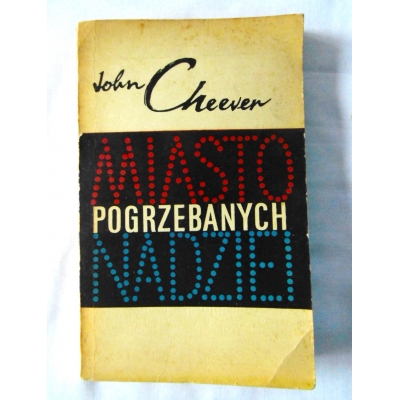 John Cheever
MIASTO
POGRZEBANYCH
NADZIEI